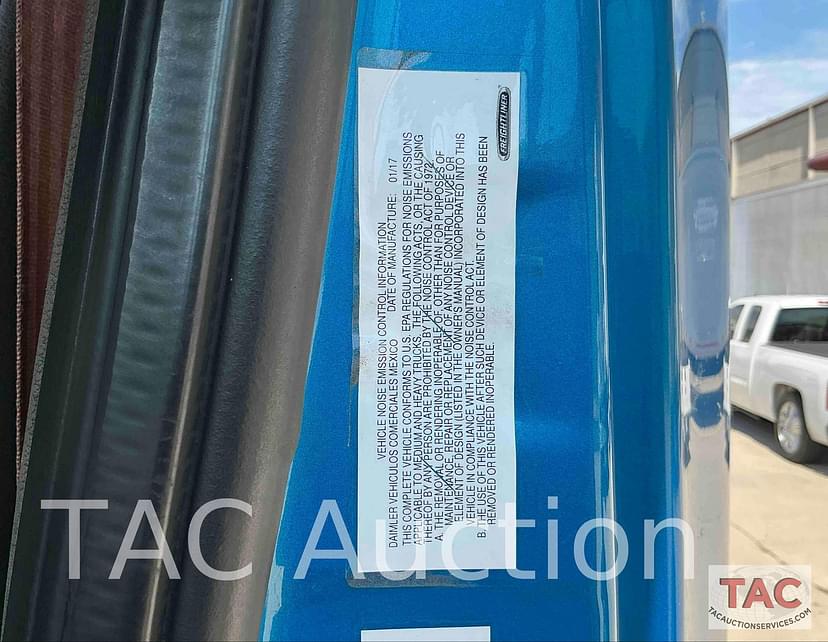 VEHICLE NOISE EMISSION CONTROL INFORMATION
DAIMLER VEHICULOS COMERCIALES MEXICO DATE OF MANUFACTURE: 01/17
THIS COMPLETE VEHICLE CONFORMS TO U.S. EPA REGULATIONS FOR NOISE EMISSIONS
APPLICABLE TO MEDIUM AND HEAVY TRUCKS. THE FOLLOWING ACTS OR THE CAUSING
THEREOF BY ANY PERSON ARE PROHIBITED BY THE NOISE CONTROL ACT OF 1972.
A. THE REMOVAL OR RENDERING INOPERABLE OF, OTHER THAN FOR PURPOSES OF
MAINTENANCE, REPAIR, OR REPLACEMENT, OF ANY NOISE CONTROL DEVICE OR
ELEMENT OF DESIGN (LISTED IN THE OWNER'S MANUAL) INCORPORATED INTO THIS
VEHICLE IN COMPLIANCE WITH THE NOISE CONTROL ACT.
B. THE USE OF THIS VEHICLE AFTER SUCH DEVICE OR ELEMENT OF DESIGN HAS BEEN
REMOVED OR RENDERED INOPERABLE.
FREIGHTLINER
TAC Auction
TAC
TACAUCTIONSERVICES.COM